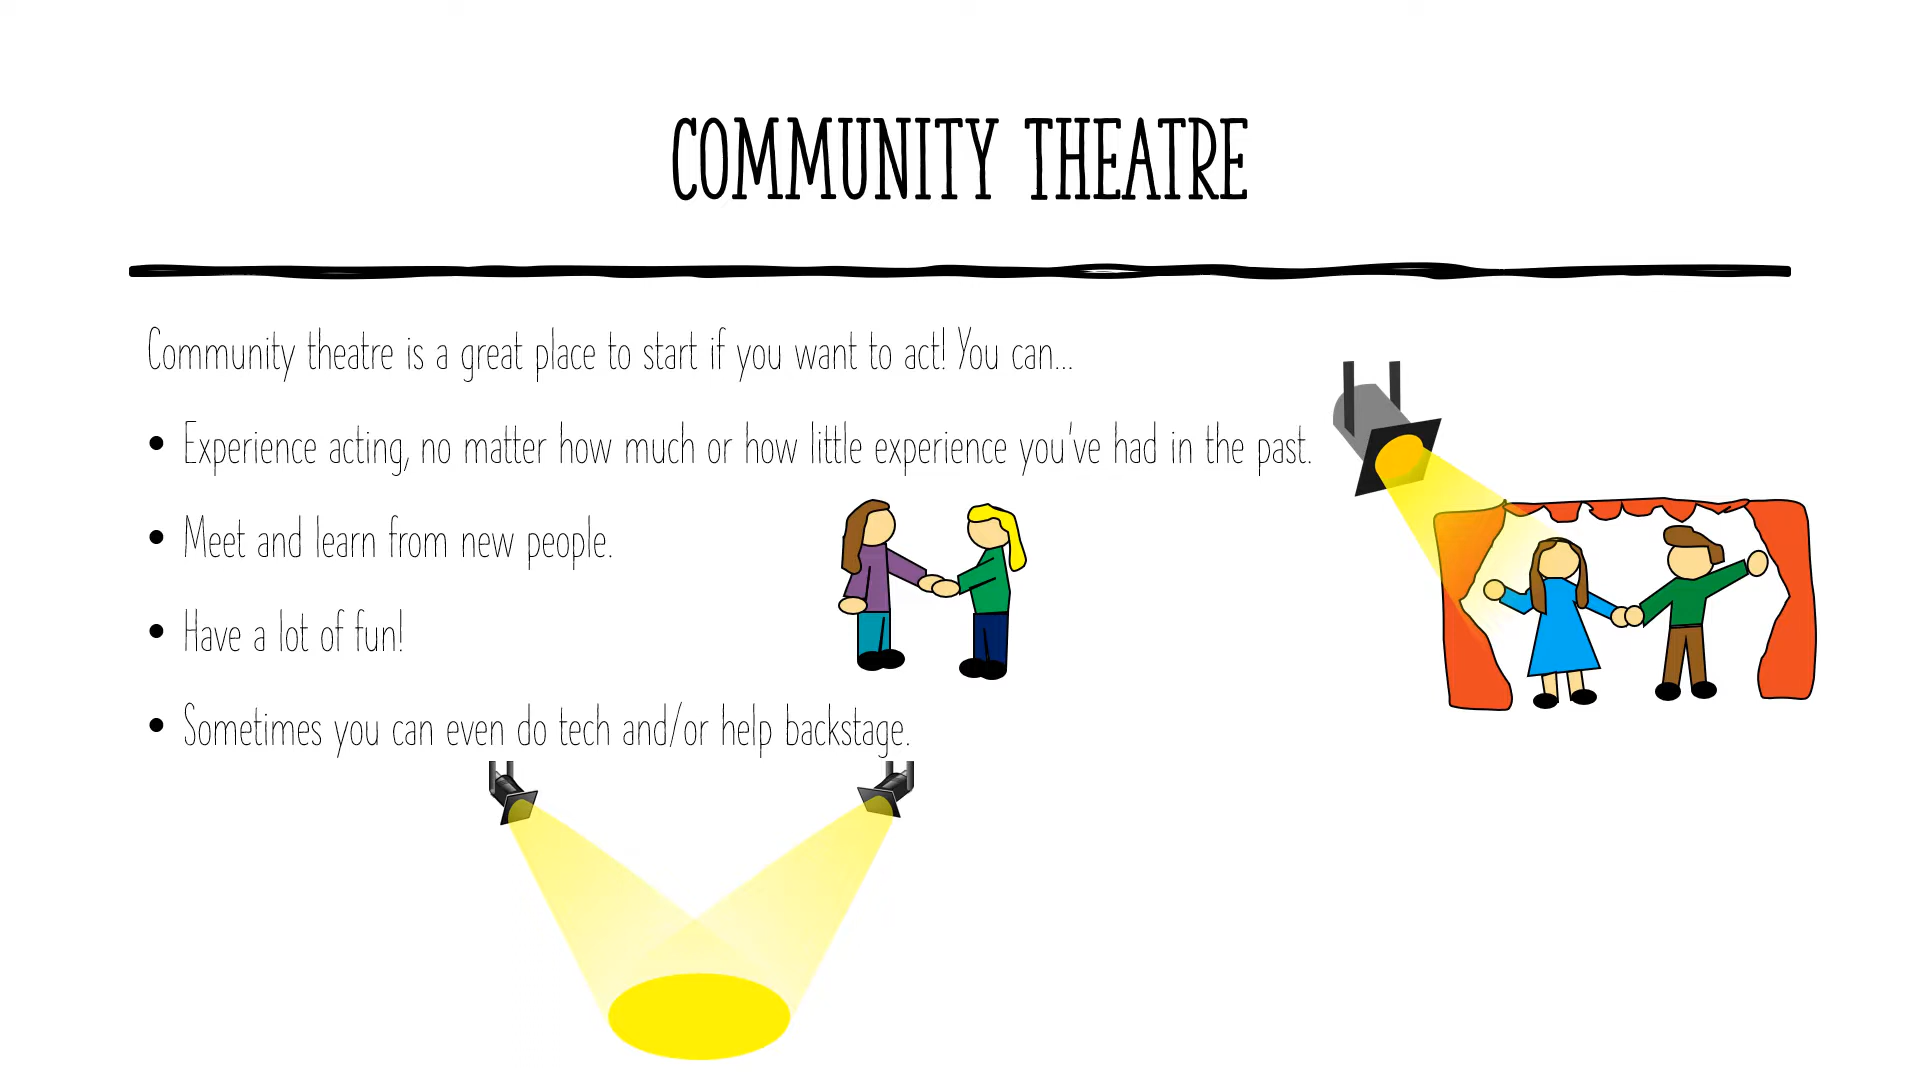 COMMUNITY THEATRE
Community theatre is a great place to start if you want to act! You can...
• Experience acting, no matter how much or how little experience you've had in the past.
• Meet and learn from new people.
• Have a lot of fun!
• Sometimes you can even do tech and/or help backstage.